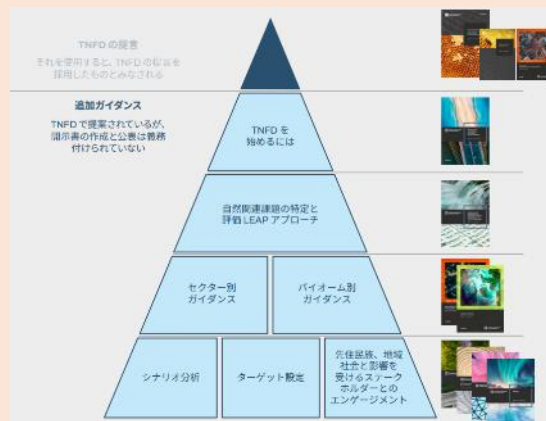 TNFD の提言
それを使用すると、TNFD の提言を
採用したものとみなされる
追加ガイダンス
TNFD で提案されているが、
開示書の作成と公表は義務
付けられていない
TNFD を
始めるには
自然関連課題の特定と
評価 LEAP アプローチ
セクター別
ガイダンス
バイオーム別
ガイダンス
シナリオ分析
ターゲット設定
先住民族、地域
社会と影響を
受けるステーク
ホルダーとの
エンゲージメント